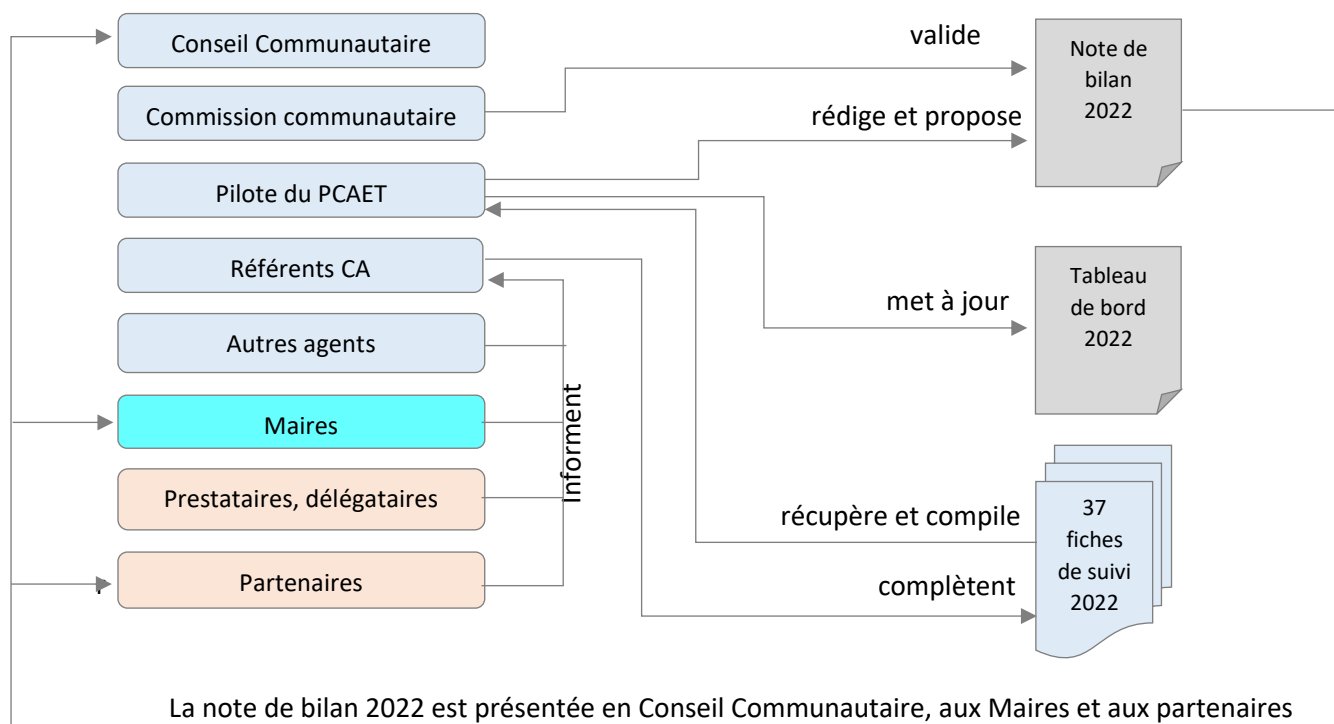 Conseil Communautaire
Commission communautaire
Pilote du PCAET
Référents CA
Autres agents
Maires
Prestataires, délégataires
Partenaires
Informent
valide
rédige et propose
met à jour
récupère et compile
complètent
Note de
bilan
2022
Tableau
de bord
2022
37
fiches
de suivi
2022
La note de bilan 2022 est présentée en Conseil Communautaire, aux Maires et aux partenaires